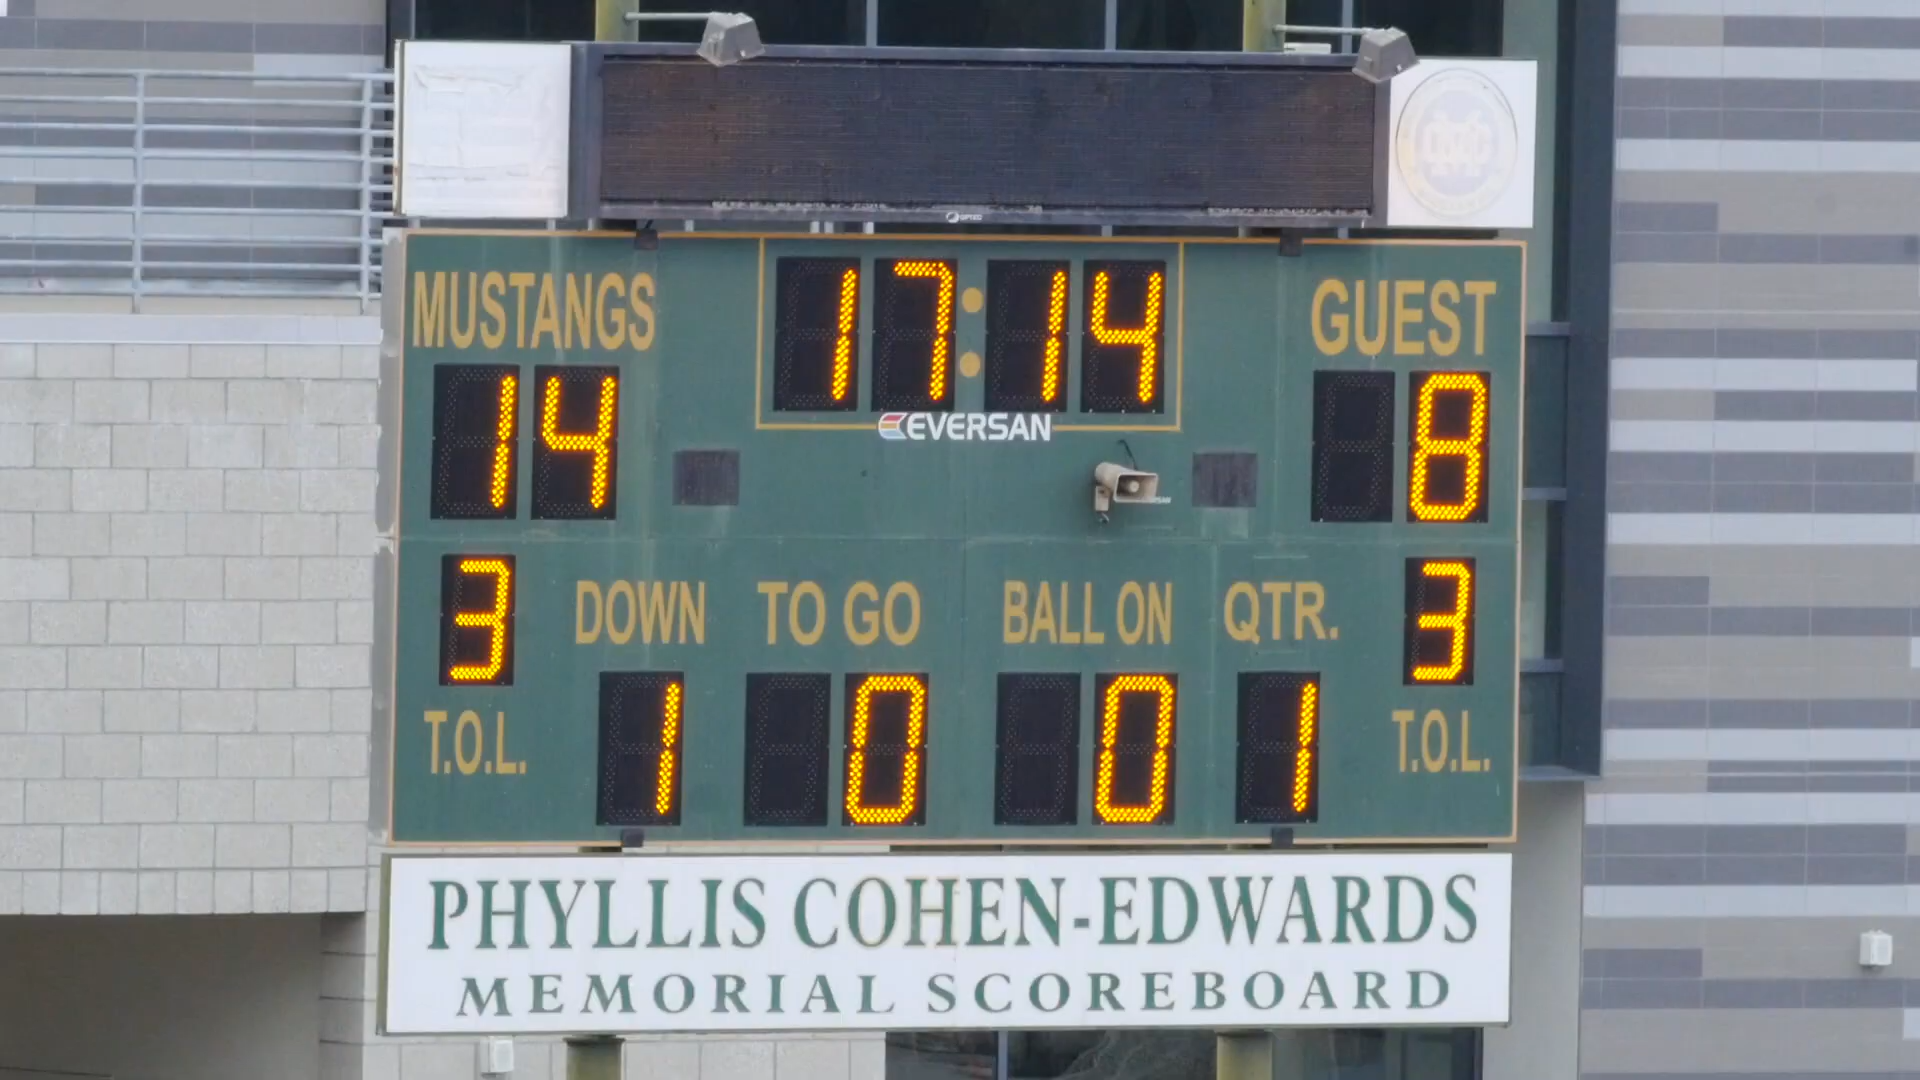 MUSTANGS 17:14 GUEST
14 8
EVERSAN
3 DOWN TO GO BALL ON QTR. 3
T.O.L. 1 0 0 1 T.O.L.
PHYLLIS COHEN-EDWARDS
MEMORIAL SCOREBOARD